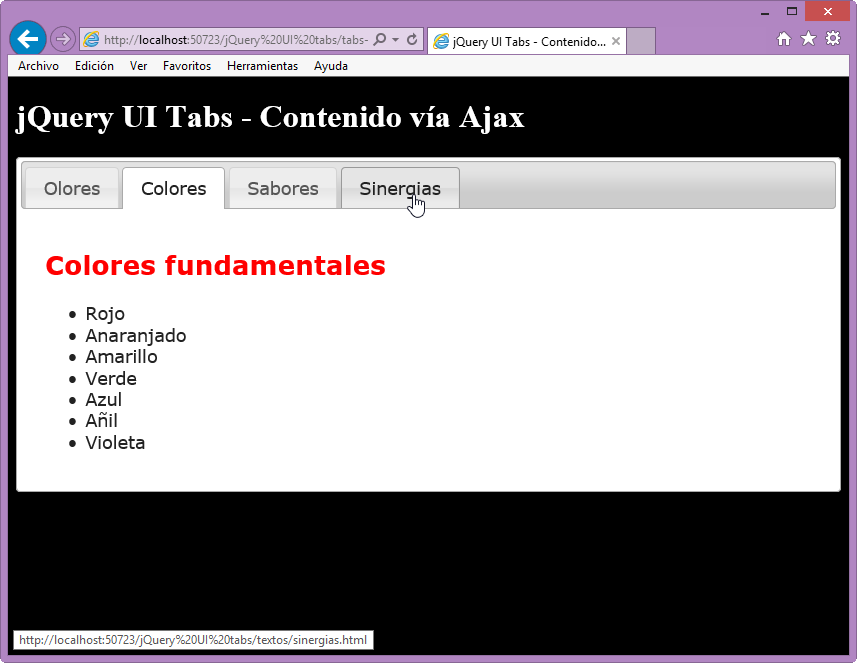 http://localhost:50723/jQuery%20UI%20tabs/tabs-
jQuery UI Tabs - Contenido...
Archivo Edición Ver Favoritos Herramientas Ayuda
jQuery UI Tabs - Contenido vía Ajax
Olores Colores Sabores Sinergias
Colores fundamentales
• Rojo
• Anaranjado
• Amarillo
• Verde
• Azul
• Añil
• Violeta
http://localhost:50723/jQuery%20UI%20tabs/textos/sinergias.html